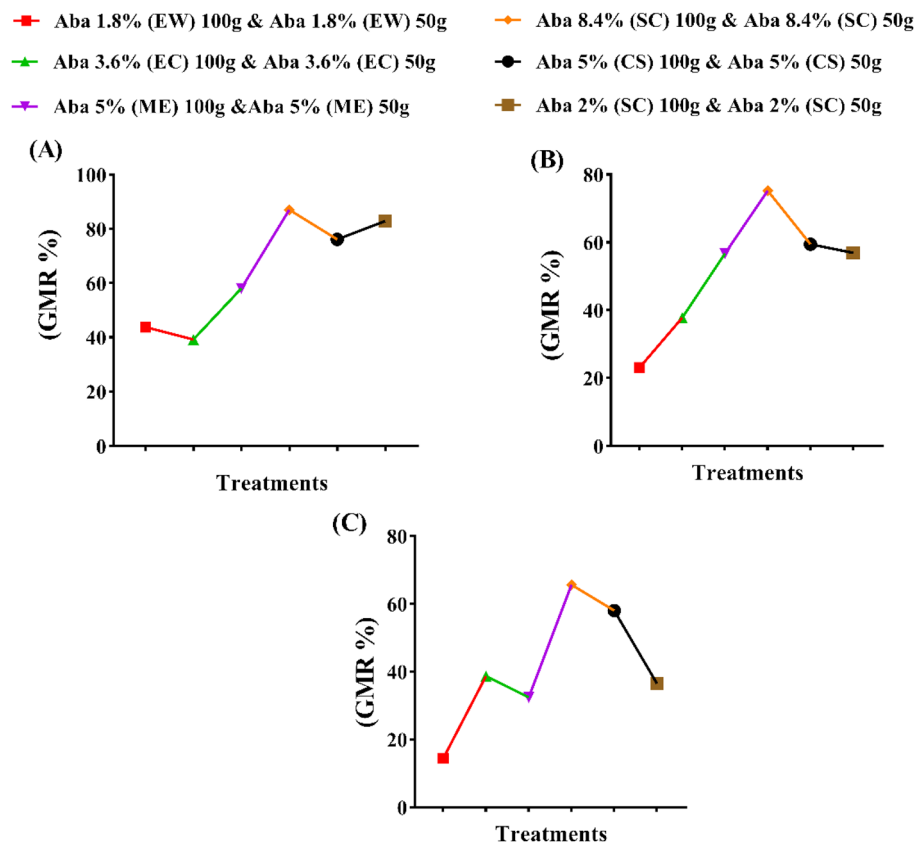 Aba 1.8% (EW) 100g & Aba 1.8% (EW) 50g
Aba 8.4% (SC) 100g & Aba 8.4% (SC) 50g
Aba 3.6% (EC) 100g & Aba 3.6% (EC) 50g
Aba 5% (CS) 100g & Aba 5% (CS) 50g
Aba 5% (ME) 100g &Aba 5% (ME) 50g
Aba 2% (SC) 100g & Aba 2% (SC) 50g
(A)
(GMR %)
100
80
60
40
20
0
Treatments
(B)
(GMR %)
80
60
40
20
0
Treatments
(C)
(GMR %)
80
60
40
20
0
Treatments